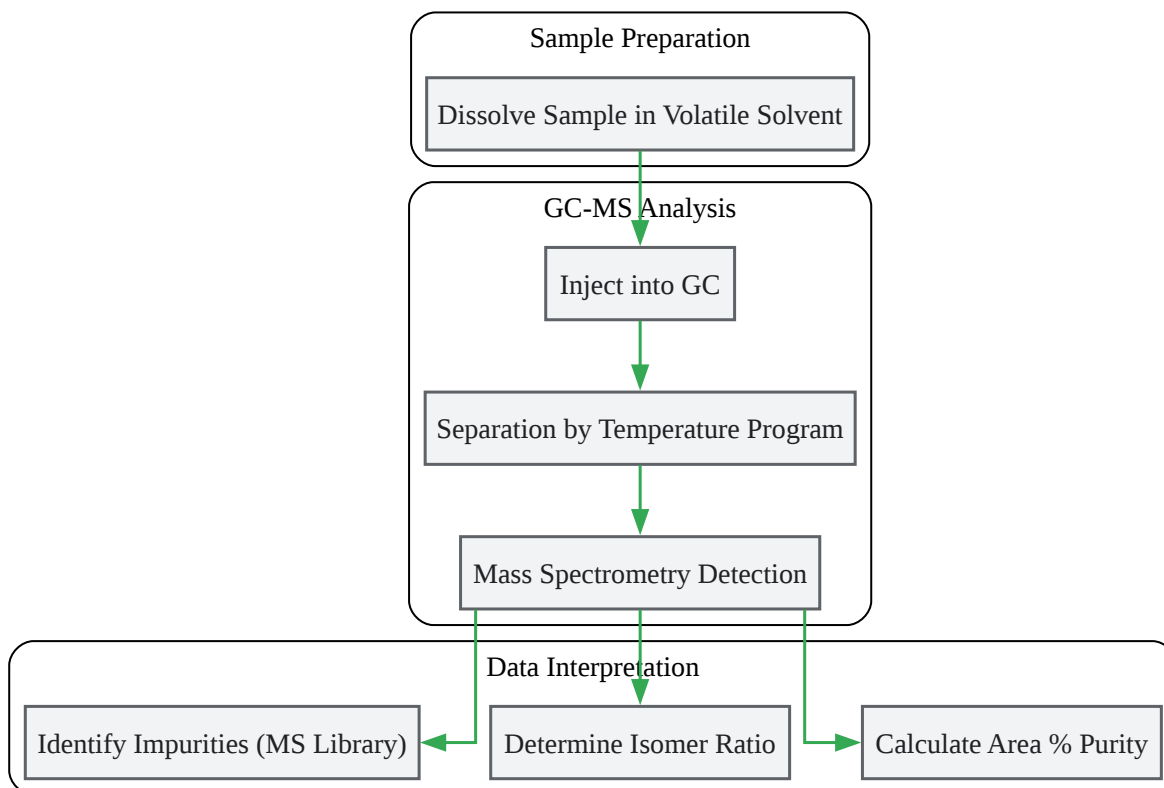 Sample Preparation
Dissolve Sample in Volatile Solvent
GC-MS Analysis
Inject into GC
Separation by Temperature Program
Mass Spectrometry Detection
Data Interpretation
Identify Impurities (MS Library)
Determine Isomer Ratio
Calculate Area % Purity